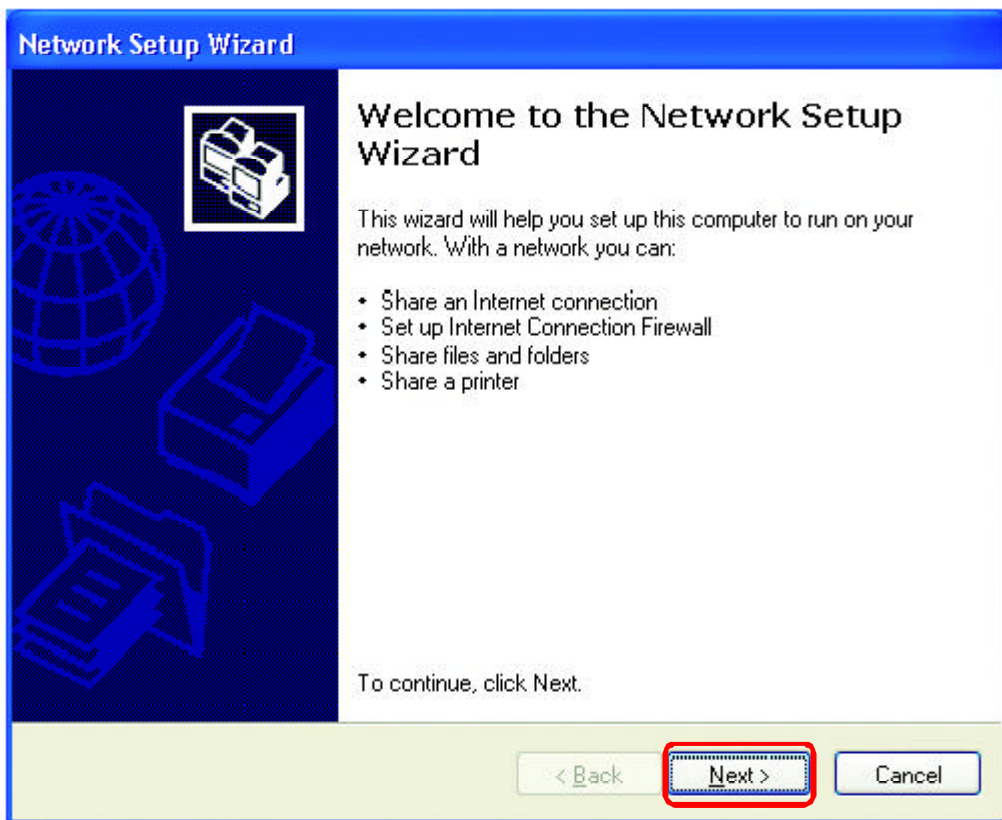 Network Setup Wizard
Welcome to the Network Setup
Wizard
This wizard will help you set up this computer to run on your
network. With a network you can:
• Share an Internet connection
• Set up Internet Connection Firewall
• Share files and folders
• Share a printer
To continue, click Next.
< Back Next > Cancel